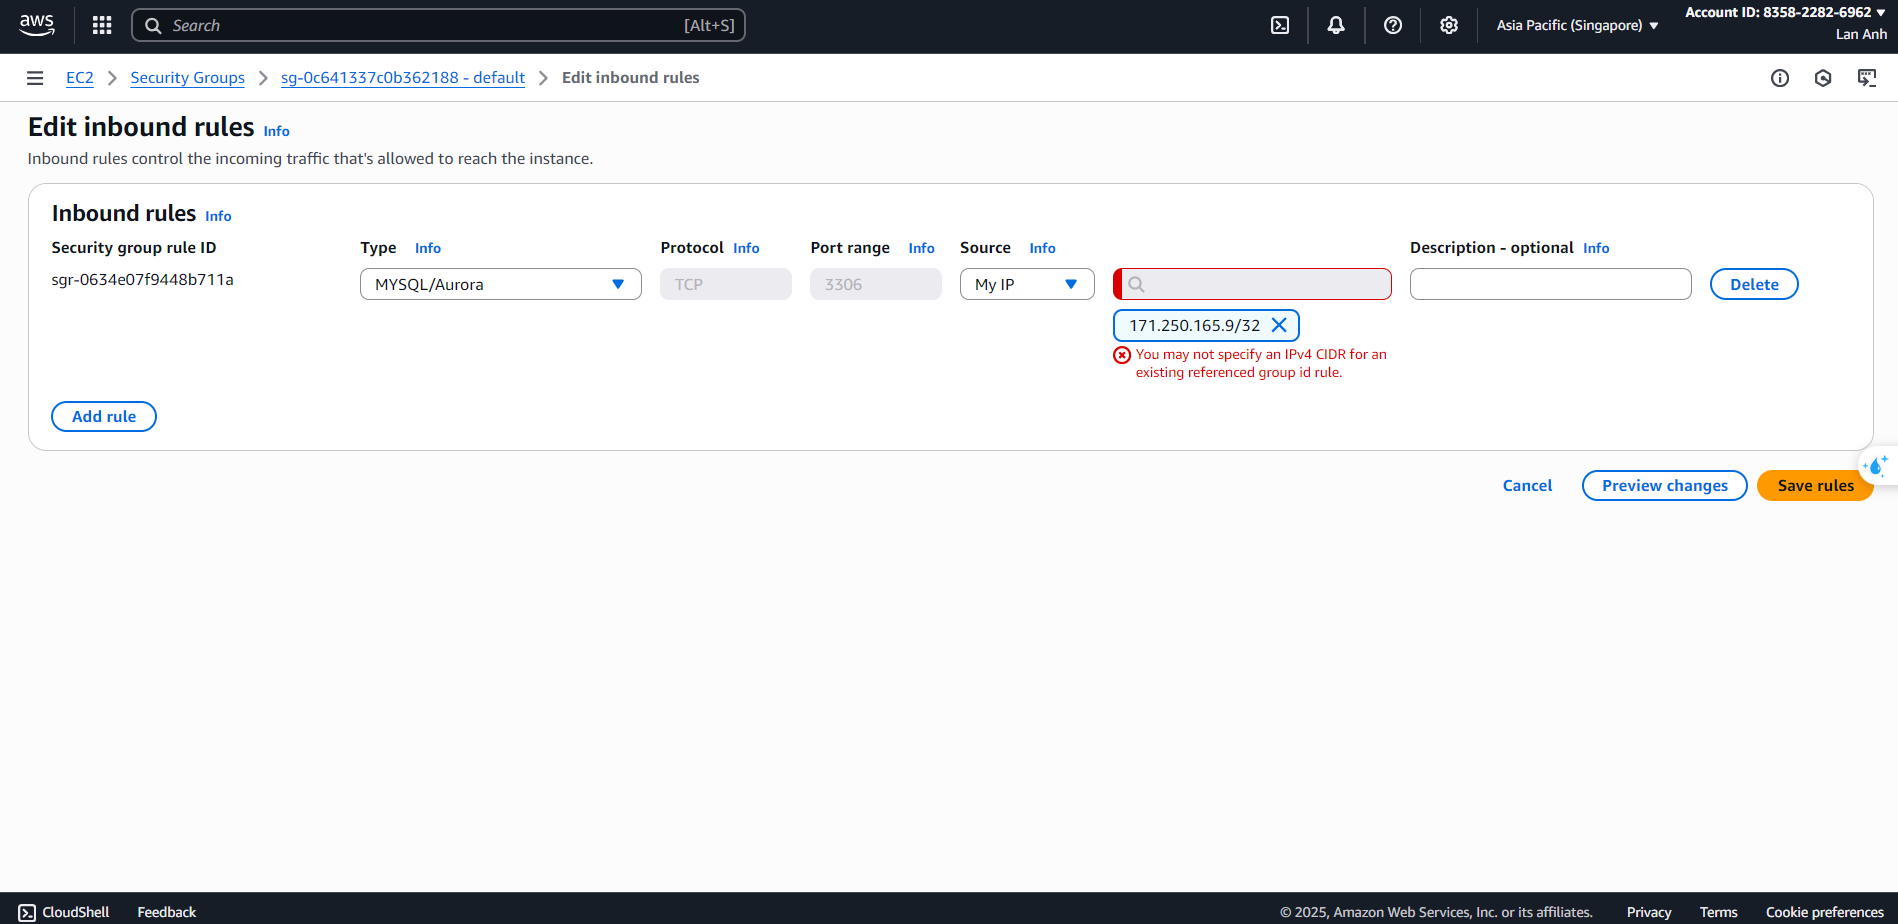 aws
Search [Alt+S]
Asia Pacific (Singapore)
Account ID: 8358-2282-6962
Lan Anh
EC2 Security Groups sg-0c641337c0b362188 - default Edit inbound rules
Edit inbound rules Info
Inbound rules control the incoming traffic that's allowed to reach the instance.
Inbound rules Info
Security group rule ID Type Info Protocol Info Port range Info Source Info Description - optional Info
sgr-0634e07f9448b711a MYSQL/Aurora TCP 3306 My IP Delete
171.250.165.9/32
You may not specify an IPv4 CIDR for an
existing referenced group id rule.
Add rule
Cancel Preview changes Save rules
CloudShell Feedback © 2025, Amazon Web Services, Inc. or its affiliates. Privacy Terms Cookie preferences